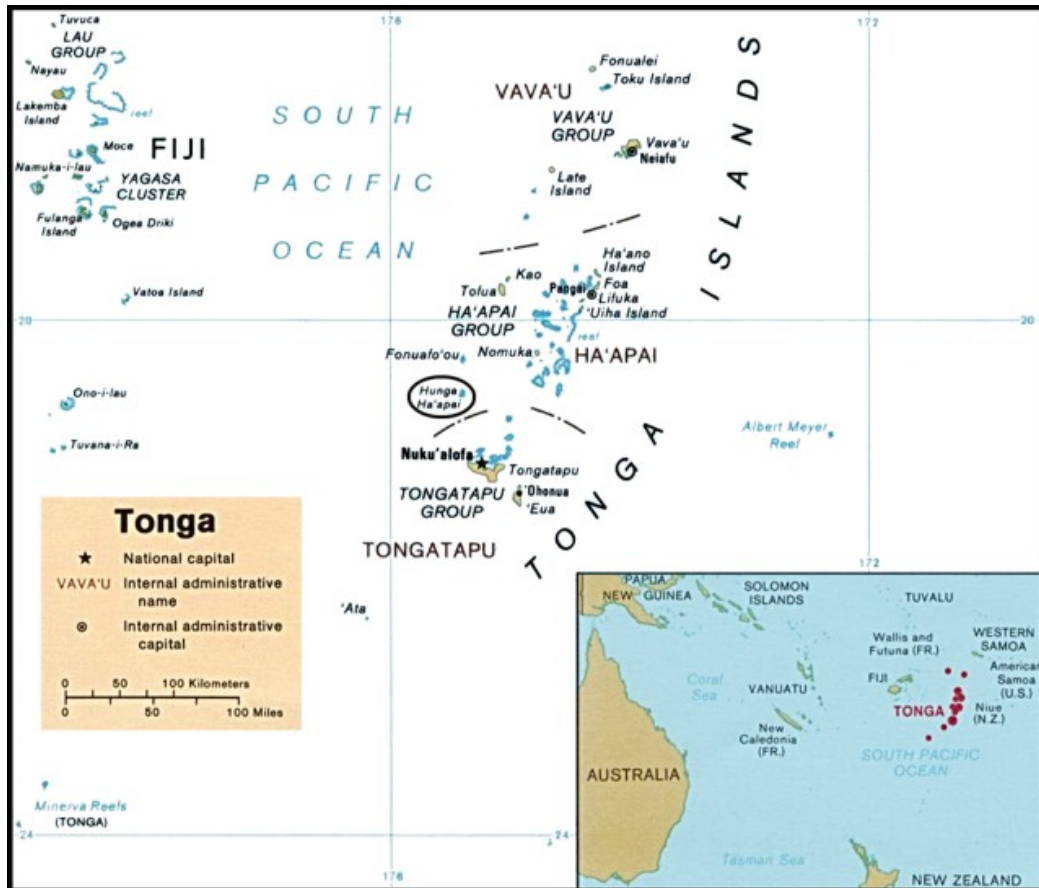 176
172
Tuvuca
LAU
GROUP
Nayau
Lakemba
Island
reef
Moce
FIJI
Namuka-i-lau
YAGASA
CLUSTER
Fulanga
Island
Ogea Driki
Vatoa Island
SOUTH
PACIFIC
OCEAN
Fonualei
Toku Island
VAVA'U
VAVA'U
GROUP
Vava'u
Neiafu
Late
Island
TONGA ISLANDS
Ha'ano
Island
Kao
Pangai
Foa
Tofua
Lifuka
'Uiha Island
HA'APAI
GROUP
20
20
reef
Fonuafo'ou
Nomuka
HA'APAI
Hunga
Ha'apai
Ono-i-lau
Tuvana-i-Ra
Albert Meyer
Reef
Nuku'alofa
Tongatapu
'Ohonua
TONGATAPU
GROUP
'Eua
TONGATAPU
172
'Ata
Tonga
National capital
VAVA'U Internal administrative
name
Internal administrative
capital
0 50 100 Kilometers
0 50 100 Miles
Minerva Reefs
(TONGA)
24
24
176
PAPUA
NEW GUINEA
SOLOMON
ISLANDS
TUVALU
Wallis and
Futuna (FR.)
WESTERN
SAMOA
American
Samoa
(U.S.)
Coral
Sea
VANUATU
FIJI
TONGA
Niue
(N.Z.)
New
Caledonia
(FR.)
SOUTH PACIFIC
OCEAN
AUSTRALIA
Tasman Sea
NEW ZEALAND